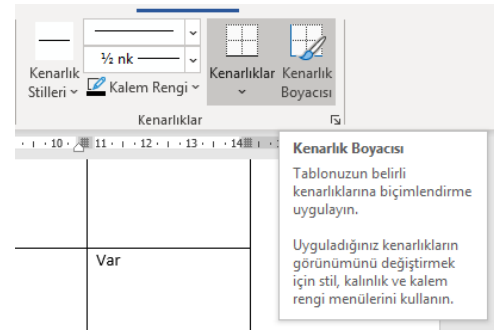 ½ nk
Kenarlık
Stilleri
Kalem Rengi
Kenarlıklar
Kenarlık
Boyacısı
Kenarlıklar
10 11 12 13 14
Kenarlık Boyacısı
Tablonuzun belirli
kenarlıklarına biçimlendirme
uygulayın.
Uyguladığınız kenarlıkların
görünümünü değiştirmek
için stil, kalınlık ve kalem
rengi menülerini kullanın.
Var